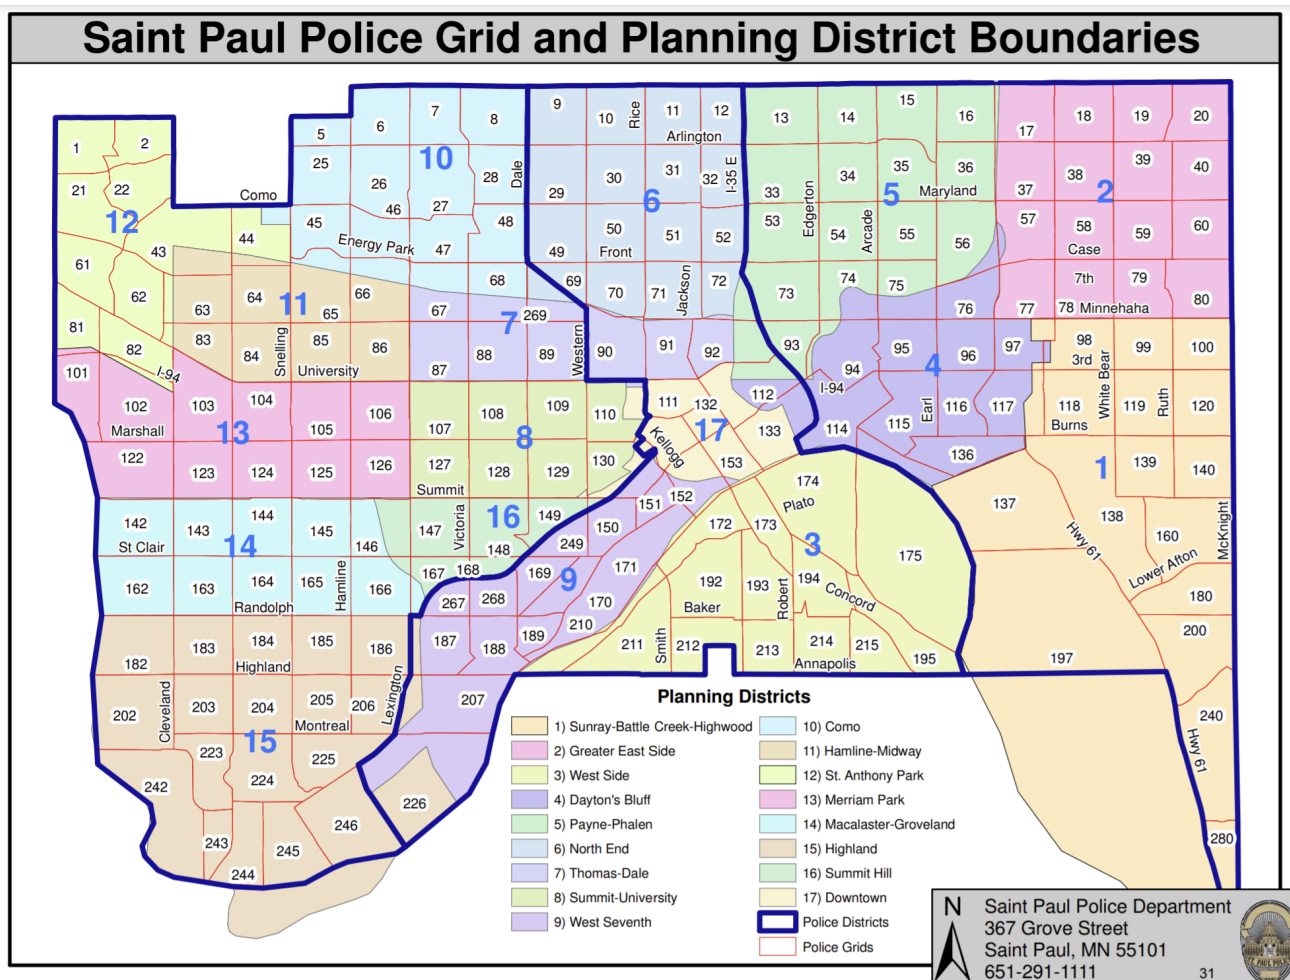 Saint Paul Police Grid and Planning District Boundaries
1 2 5 6 7 8 9 10 Rice 11 12 13 14 15 16 17 18 19 20
Arlington
21 22 25 26 27 28 Dale 29 30 31 32 I-35 E 33 34 35 36 37 38 39 40
12 10 6 5 2
Como Edgerton Arcade Maryland
43 44 45 46 47 48 49 50 51 52 53 54 55 56 57 58 59 60
Energy Park Front Case
61 62 63 64 65 66 67 68 69 70 71 72 73 74 75 76 77 78 79 80
11 7 269 Jackson 7th Minnehaha
81 82 83 84 85 86 87 88 89 90 91 92 93 94 95 96 97 98 99 100
I-94 Snelling University Western 4 3rd White Bear
101 102 103 104 105 106 107 108 109 110 111 132 112 I-94 114 115 116 117 118 119 120
Marshall 13 8 17 133 Earl Burns Ruth
122 123 124 125 126 127 128 129 130 Kellogg 153 136 1 139 140
Summit
142 143 144 145 146 147 148 149 150 151 152 172 173 174 175 137 138 160
St Clair 14 Hamline Victoria 16 249 Plato 3 Hwy 61 McKnight
162 163 164 165 166 167 168 169 9 170 171 192 193 194 Lower Afton 180
Randolph 267 268 Baker Robert Concord
182 183 184 185 186 187 188 189 210 211 Smith 212 213 214 215 195 197 200
Highland Annapolis
202 Cleveland 203 204 205 206 Lexington 207 240
Montreal Hwy 61
15 223 224 225 226
242 243 244 245 246 280
Planning Districts
1) Sunray-Battle Creek-Highwood
2) Greater East Side
3) West Side
4) Dayton's Bluff
5) Payne-Phalen
6) North End
7) Thomas-Dale
8) Summit-University
9) West Seventh
10) Como
11) Hamline-Midway
12) St. Anthony Park
13) Merriam Park
14) Macalaster-Groveland
15) Highland
16) Summit Hill
17) Downtown
Police Districts
Police Grids
N
Saint Paul Police Department
367 Grove Street
Saint Paul, MN 55101
651-291-1111
31